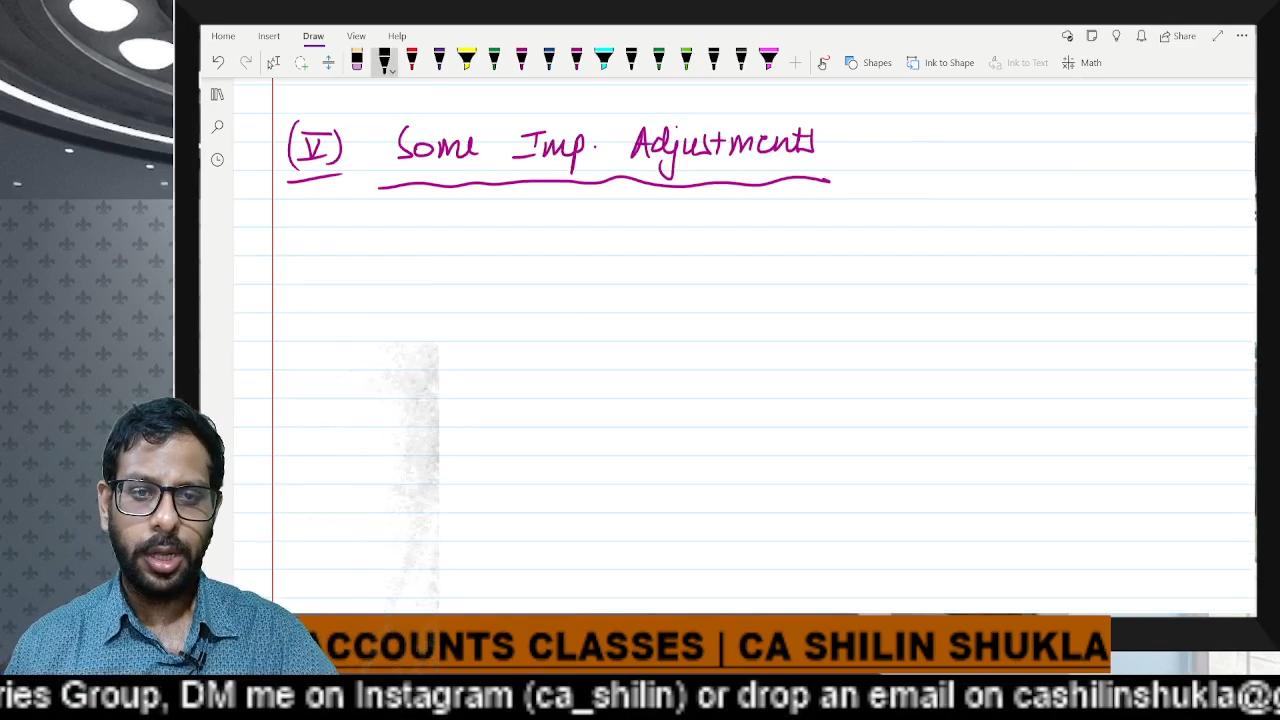 Home Insert Draw View Help Share
Shapes Ink to Shape Ink to Text Math
(V) Some Imp. Adjustments
ACCOUNTS CLASSES | CA SHILIN SHUKLA
ries Group, DM me on Instagram (ca_shilin) or drop an email on cashilinshukla@g